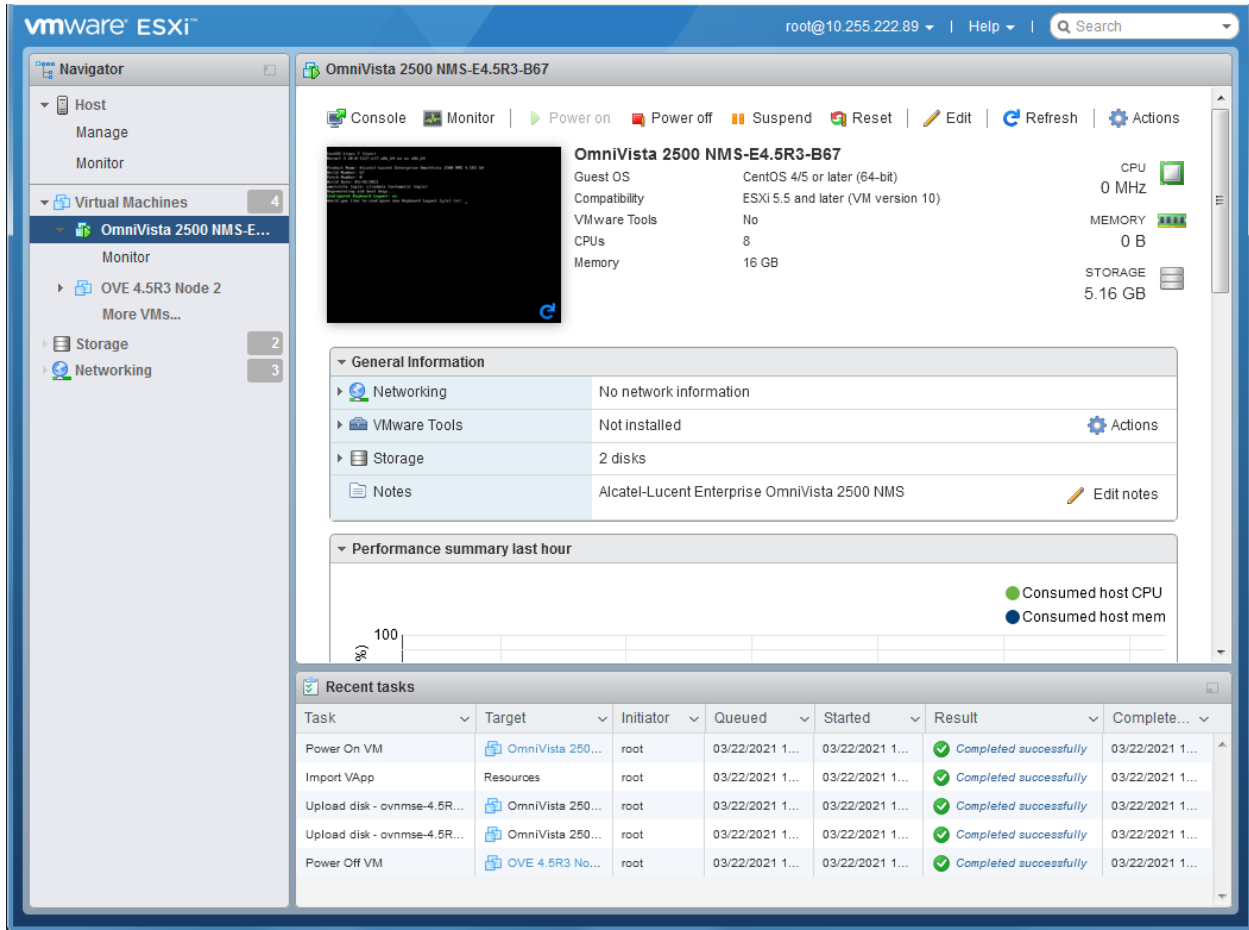 vmware ESXi™
root@10.255.222.89 | Help | Search
Navigator
Host
Manage
Monitor
Virtual Machines 4
OmniVista 2500 NMS-E...
Monitor
OVE 4.5R3 Node 2
More VMs...
Storage 2
Networking 3
OmniVista 2500 NMS-E4.5R3-B67
Console Monitor | Power on Power off Suspend Reset | Edit | Refresh | Actions
OmniVista 2500 NMS-E4.5R3-B67
Guest OS CentOS 4/5 or later (64-bit)
Compatibility ESXi 5.5 and later (VM version 10)
VMware Tools No
CPUs 8
Memory 16 GB
CPU
0 MHz
MEMORY
0 B
STORAGE
5.16 GB
General Information
Networking No network information
VMware Tools Not installed Actions
Storage 2 disks
Notes Alcatel-Lucent Enterprise OmniVista 2500 NMS Edit notes
Performance summary last hour
Consumed host CPU
Consumed host mem
100
Recent tasks
Task Target Initiator Queued Started Result Complete...
Power On VM OmniVista 250... root 03/22/2021 1... 03/22/2021 1... Completed successfully 03/22/2021 1...
Import VApp Resources root 03/22/2021 1... 03/22/2021 1... Completed successfully 03/22/2021 1...
Upload disk - ovnmse-4.5R... OmniVista 250... root 03/22/2021 1... 03/22/2021 1... Completed successfully 03/22/2021 1...
Upload disk - ovnmse-4.5R... OmniVista 250... root 03/22/2021 1... 03/22/2021 1... Completed successfully 03/22/2021 1...
Power Off VM OVE 4.5R3 No... root 03/22/2021 1... 03/22/2021 1... Completed successfully 03/22/2021 1...